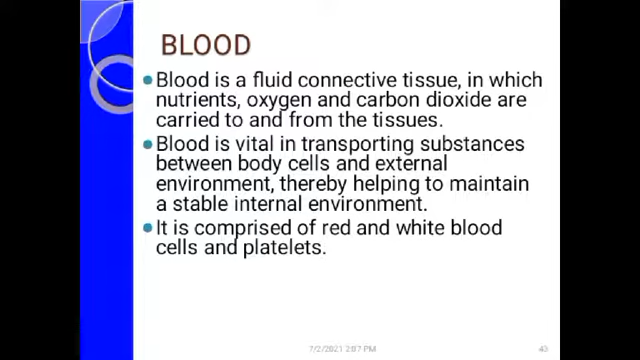 BLOOD
Blood is a fluid connective tissue, in which
nutrients, oxygen and carbon dioxide are
carried to and from the tissues.
Blood is vital in transporting substances
between body cells and external
environment, thereby helping to maintain
a stable internal environment.
It is comprised of red and white blood
cells and platelets.
7/2/2021 2:07 PM
43